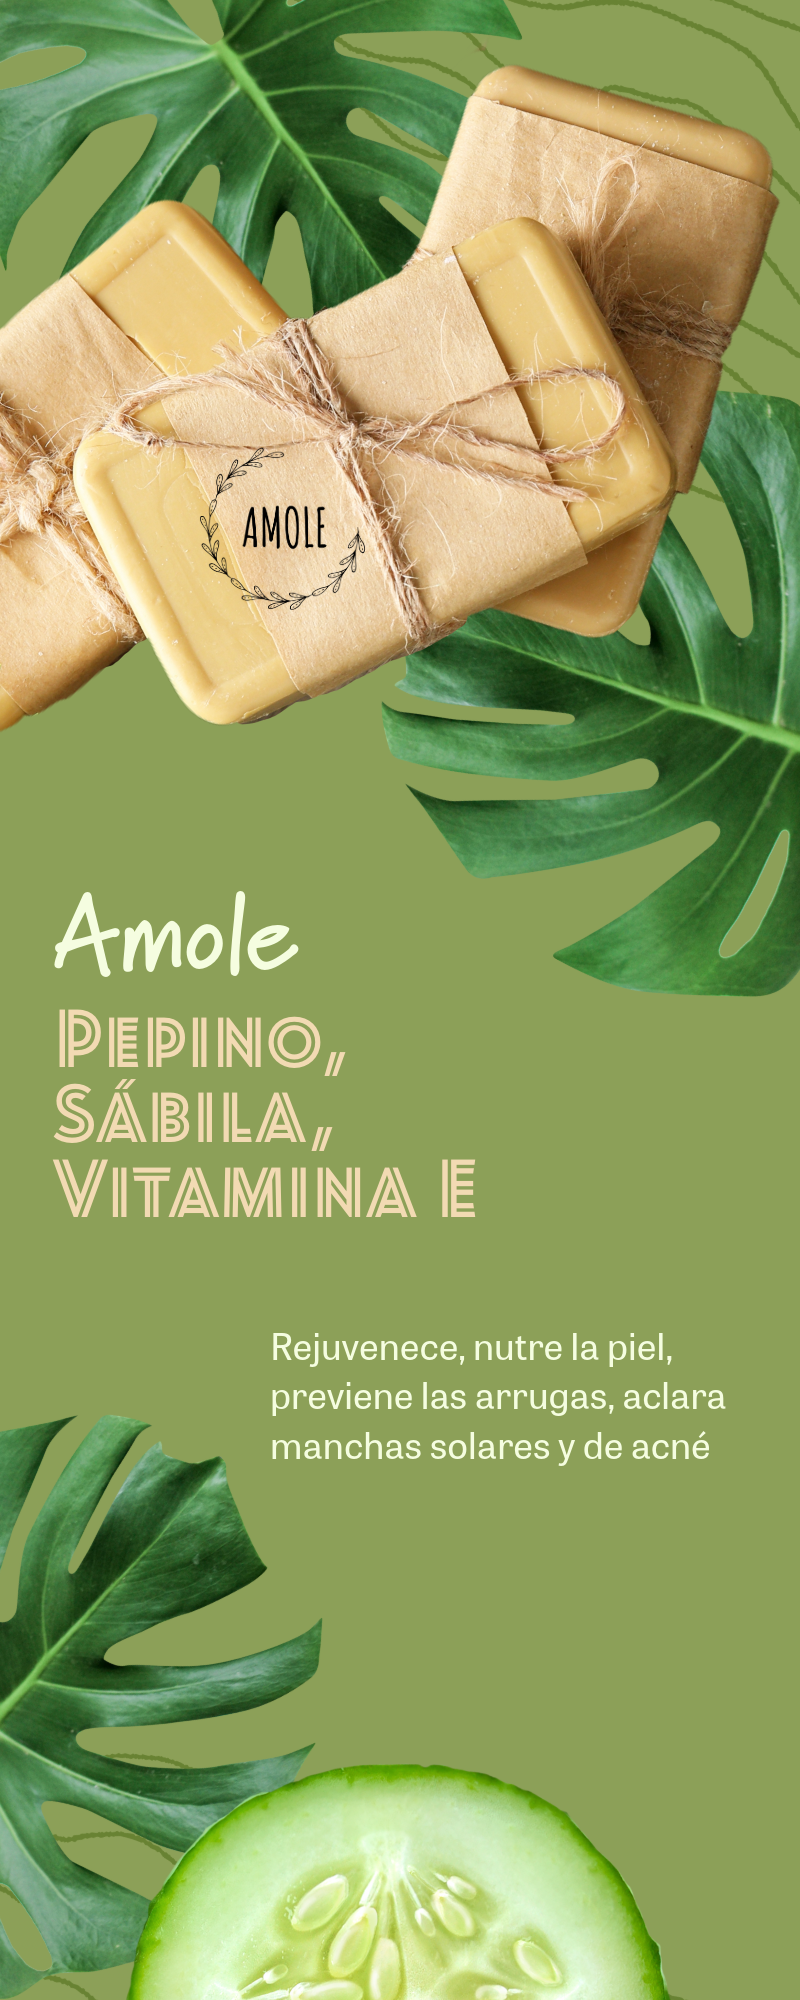 AMOLE
Amole
Pepino,
Sábila,
Vitamina E
Rejuvenece, nutre la piel,
previene las arrugas, aclara
manchas solares y de acné